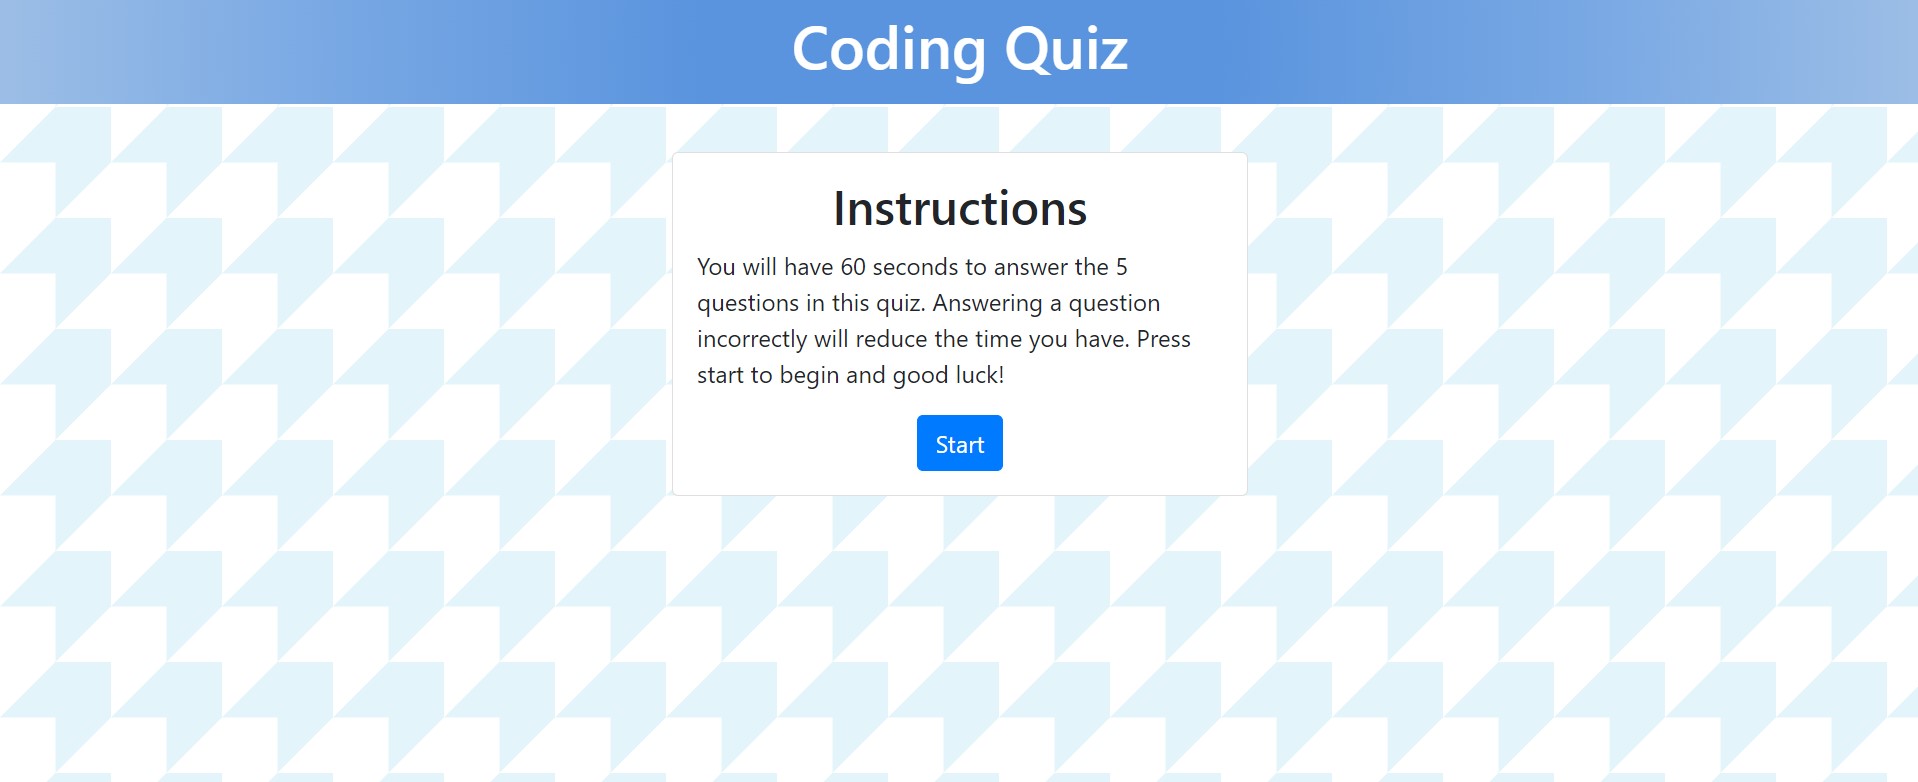 Coding Quiz
Instructions
You will have 60 seconds to answer the 5
questions in this quiz. Answering a question
incorrectly will reduce the time you have. Press
start to begin and good luck!
Start